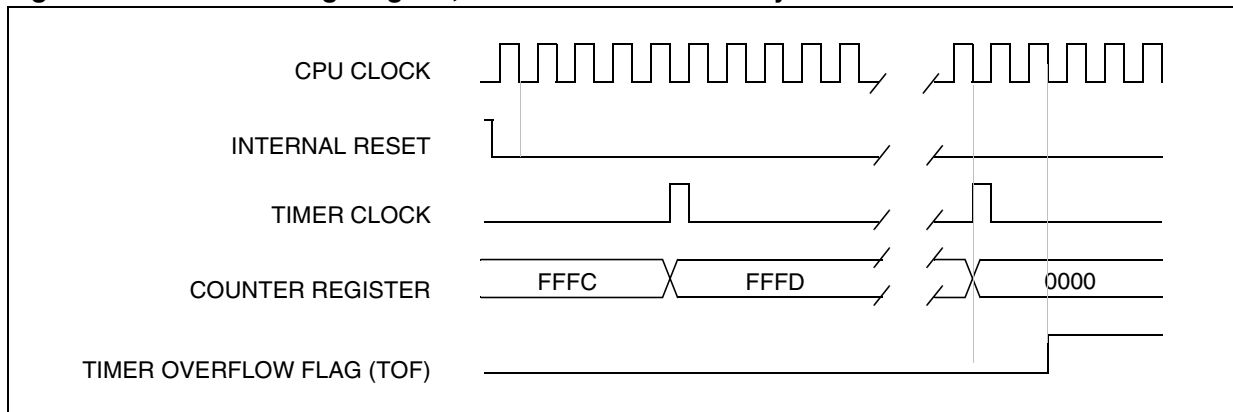 CPU CLOCK
INTERNAL RESET
TIMER CLOCK
COUNTER REGISTER FFFC FFFD 0000
TIMER OVERFLOW FLAG (TOF)